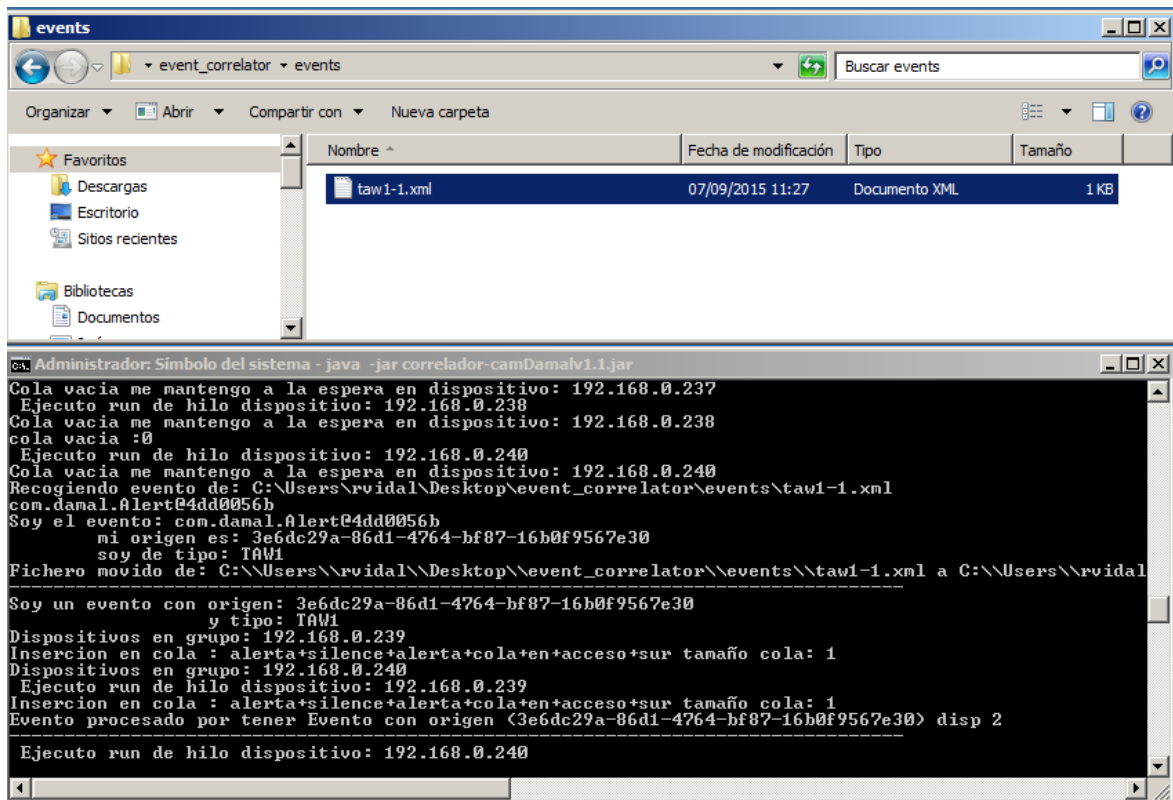 events
event_correlator events
Buscar events
Organizar Abrir Compartir con Nueva carpeta
Nombre Fecha de modificación Tipo Tamaño
Favoritos
Descargas
Escritorio
Sitios recientes
Bibliotecas
Documentos
taw1-1.xml 07/09/2015 11:27 Documento XML 1 KB
Administrador: Símbolo del sistema - java -jar correlador-camDamalv1.1.jar
Cola vacia me mantengo a la espera en dispositivo: 192.168.0.237
Ejecuto run de hilo dispositivo: 192.168.0.238
Cola vacia me mantengo a la espera en dispositivo: 192.168.0.238
cola vacia :0
Ejecuto run de hilo dispositivo: 192.168.0.240
Cola vacia me mantengo a la espera en dispositivo: 192.168.0.240
Recogiendo evento de: C:\Users\rvidal\Desktop\event_correlator\events\taw1-1.xml
com.damal.Alert@4dd0056b
Soy el evento: com.damal.Alert@4dd0056b
mi origen es: 3e6dc29a-86d1-4764-bf87-16b0f9567e30
soy de tipo: TAW1
Fichero movido de: C:\\Users\\rvidal\\Desktop\\event_correlator\\events\\taw1-1.xml a C:\\Users\\rvidal
--------------------------------------------------------------------------------
Soy un evento con origen: 3e6dc29a-86d1-4764-bf87-16b0f9567e30
y tipo: TAW1
Dispositivos en grupo: 192.168.0.239
Insercion en cola : alerta+silence+alerta+cola+en+acceso+sur tamaño cola: 1
Dispositivos en grupo: 192.168.0.240
Ejecuto run de hilo dispositivo: 192.168.0.239
Insercion en cola : alerta+silence+alerta+cola+en+acceso+sur tamaño cola: 1
Evento procesado por tener Evento con origen (3e6dc29a-86d1-4764-bf87-16b0f9567e30) disp 2
--------------------------------------------------------------------------------
Ejecuto run de hilo dispositivo: 192.168.0.240